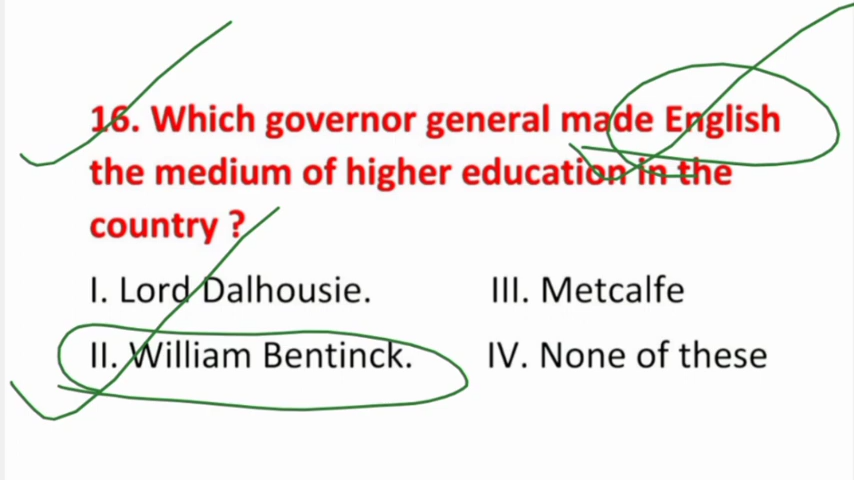 16. Which governor general made English
the medium of higher education in the
country ?
I. Lord Dalhousie.
III. Metcalfe
II. William Bentinck.
IV. None of these